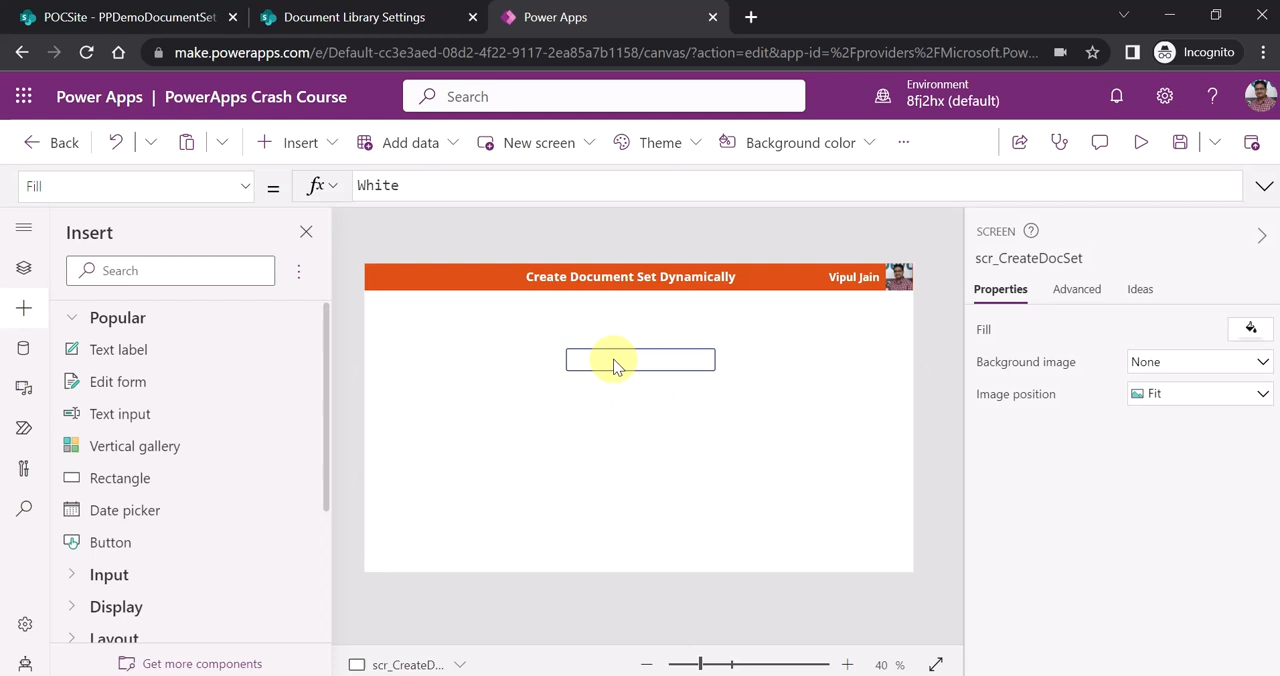 POCSite - PPDemoDocumentSet
Document Library Settings
Power Apps
make.powerapps.com/e/Default-cc3e3aed-08d2-4f22-9117-2ea85a7b1158/canvas/?action=edit&app-id=%2Fproviders%2FMicrosoft.Pow...
Incognito
Power Apps | PowerApps Crash Course
Search
Environment
8fj2hx (default)
Back
Insert
Add data
New screen
Theme
Background color
Fill
=
fx
White
Insert
Search
Popular
Text label
Edit form
Text input
Vertical gallery
Rectangle
Date picker
Button
Input
Display
Layout
Get more components
Create Document Set Dynamically
Vipul Jain
scr_CreateD...
40 %
SCREEN
scr_CreateDocSet
Properties
Advanced
Ideas
Fill
Background image
None
Image position
Fit